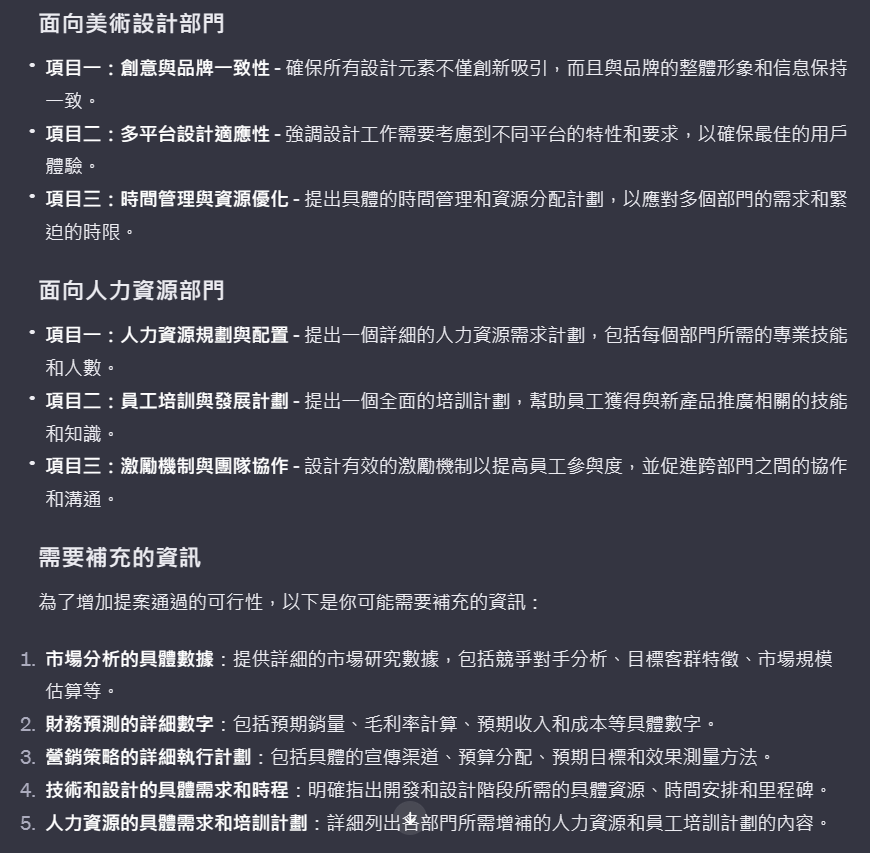 面向美術設計部門
• 項目一：創意與品牌一致性 - 確保所有設計元素不僅創新吸引，而且與品牌的整體形象和信息保持
一致。
• 項目二：多平台設計適應性 - 強調設計工作需要考慮到不同平台的特性和要求，以確保最佳的用戶
體驗。
• 項目三：時間管理與資源優化 - 提出具體的時間管理和資源分配計劃，以應對多個部門的需求和緊
迫的時限。
面向人力資源部門
• 項目一：人力資源規劃與配置 - 提出一個詳細的人力資源需求計劃，包括每個部門所需的專業技能
和人數。
• 項目二：員工培訓與發展計劃 - 提出一個全面的培訓計劃，幫助員工獲得與新產品推廣相關的技能
和知識。
• 項目三：激勵機制與團隊協作 - 設計有效的激勵機制以提高員工參與度，並促進跨部門之間的協作
和溝通。
需要補充的資訊
為了增加提案通過的可行性，以下是你可能需要補充的資訊：
1. 市場分析的具體數據：提供詳細的市場研究數據，包括競爭對手分析、目標客群特徵、市場規模
估算等。
2. 財務預測的詳細數字：包括預期銷量、毛利率計算、預期收入和成本等具體數字。
3. 營銷策略的詳細執行計劃：包括具體的宣傳渠道、預算分配、預期目標和效果測量方法。
4. 技術和設計的具體需求和時程：明確指出開發和設計階段所需的具體資源、時間安排和里程碑。
5. 人力資源的具體需求和培訓計劃：詳細列出部門所需增補的人力資源和員工培訓計劃的內容。